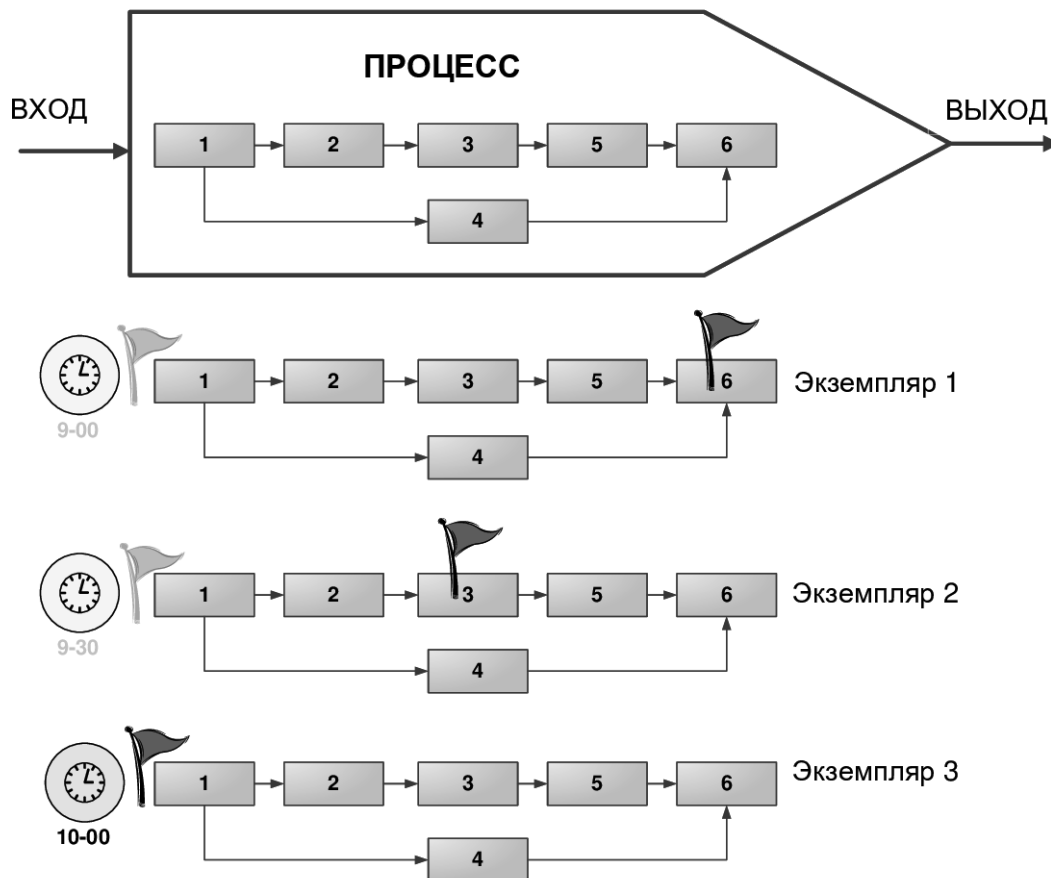 ПРОЦЕСС
ВХОД
ВЫХОД
1 2 3 5 6
4
1 2 3 5 6
Экземпляр 1
9-00
4
1 2 3 5 6
Экземпляр 2
9-30
4
1 2 3 5 6
Экземпляр 3
10-00
4